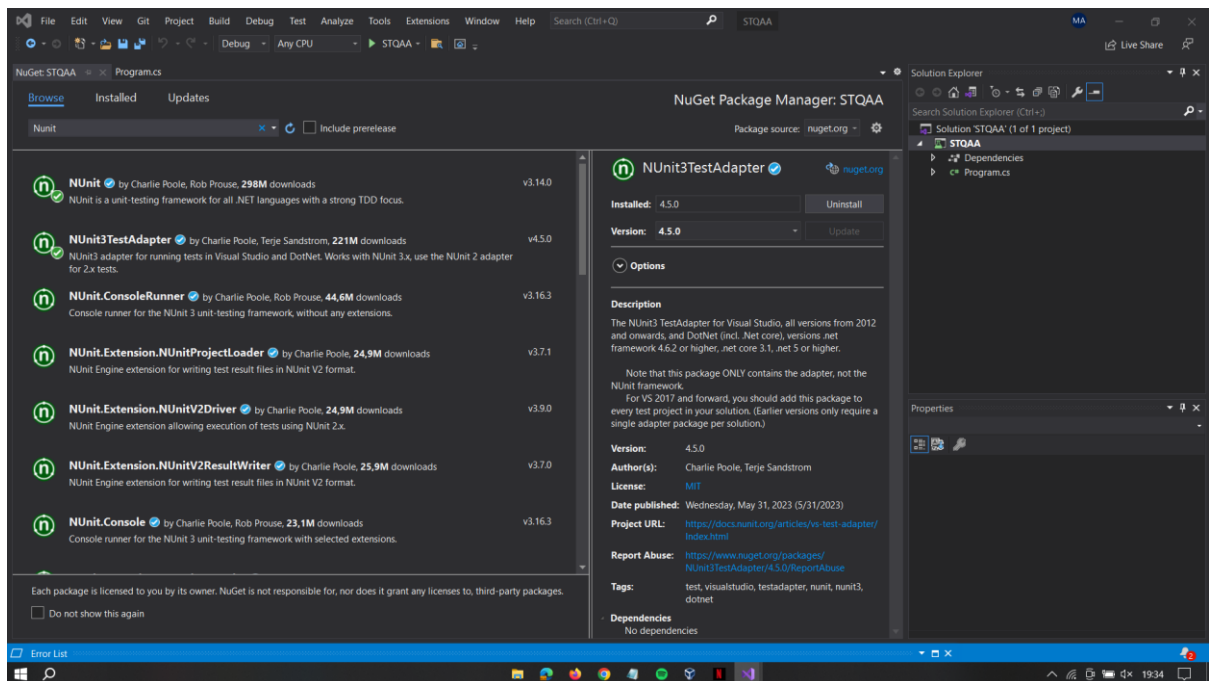 File Edit View Git Project Build Debug Test Analyze Tools Extensions Window Help Search (Ctrl+Q) STQAA MA
Debug Any CPU STQAA Live Share
NuGet: STQAA Program.cs
Browse Installed Updates
NuGet Package Manager: STQAA
Nunit Include prerelease
Package source: nuget.org
NUnit by Charlie Poole, Rob Prouse, 298M downloads v3.14.0
NUnit is a unit-testing framework for all .NET languages with a strong TDD focus.
NUnit3TestAdapter by Charlie Poole, Terje Sandstrom, 221M downloads v4.5.0
NUnit3 adapter for running tests in Visual Studio and DotNet. Works with NUnit 3.x, use the NUnit 2 adapter
for 2.x tests.
NUnit.ConsoleRunner by Charlie Poole, Rob Prouse, 44,6M downloads v3.16.3
Console runner for the NUnit 3 unit-testing framework, without any extensions.
NUnit.Extension.NUnitProjectLoader by Charlie Poole, 24,9M downloads v3.7.1
NUnit Engine extension for writing test result files in NUnit V2 format.
NUnit.Extension.NUnitV2Driver by Charlie Poole, 24,9M downloads v3.9.0
NUnit Engine extension allowing execution of tests using NUnit 2.x.
NUnit.Extension.NUnitV2ResultWriter by Charlie Poole, 25,9M downloads v3.7.0
NUnit Engine extension for writing test result files in NUnit V2 format.
NUnit.Console by Charlie Poole, Rob Prouse, 23,1M downloads v3.16.3
Console runner for the NUnit 3 unit-testing framework with selected extensions.
Each package is licensed to you by its owner. NuGet is not responsible for, nor does it grant any licenses to, third-party packages.
Do not show this again
NUnit3TestAdapter nuget.org
Installed: 4.5.0 Uninstall
Version: 4.5.0 Update
Options
Description
The NUnit3 TestAdapter for Visual Studio, all versions from 2012
and onwards, and DotNet (incl. .Net core), versions .net
framework 4.6.2 or higher, .net core 3.1, .net 5 or higher.
Note that this package ONLY contains the adapter, not the
NUnit framework.
For VS 2017 and forward, you should add this package to
every test project in your solution. (Earlier versions only require a
single adapter package per solution.)
Version: 4.5.0
Author(s): Charlie Poole, Terje Sandstrom
License: MIT
Date published: Wednesday, May 31, 2023 (5/31/2023)
Project URL: https://docs.nunit.org/articles/vs-test-adapter/
Index.html
Report Abuse: https://www.nuget.org/packages/
NUnit3TestAdapter/4.5.0/ReportAbuse
Tags: test, visualstudio, testadapter, nunit, nunit3,
dotnet
Dependencies
No dependencies
Solution Explorer
Search Solution Explorer (Ctrl+;)
Solution 'STQAA' (1 of 1 project)
STQAA
Dependencies
C# Program.cs
Properties
Error List
2
19:34